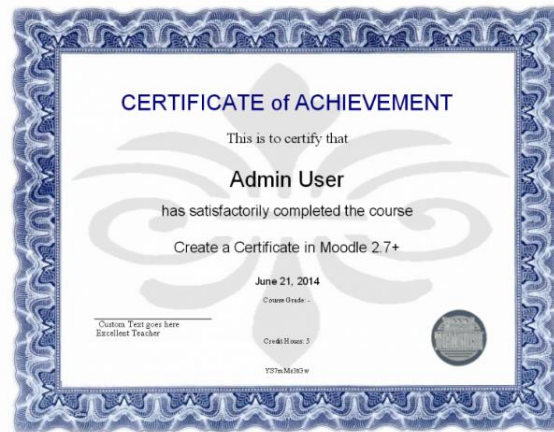 CERTIFICATE of ACHIEVEMENT
This is to certify that
Admin User
has satisfactorily completed the course
Create a Certificate in Moodle 2.7+
June 21, 2014
Course Grade: -
Custom Text goes here
Excellent Teacher
Credit Hours: 5